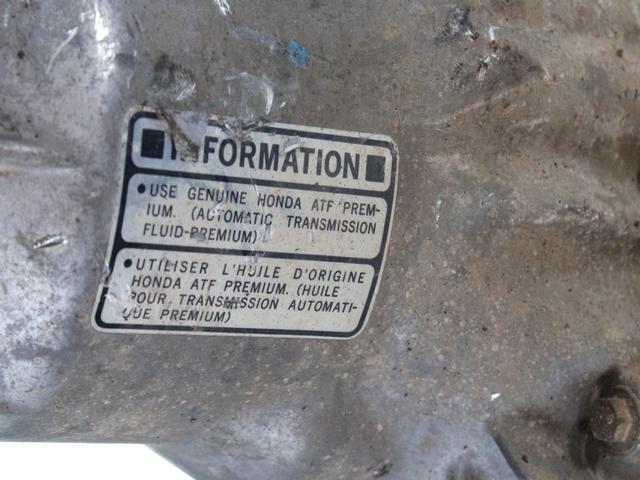 INFORMATION
• USE GENUINE HONDA ATF PREM-
IUM. (AUTOMATIC TRANSMISSION
FLUID-PREMIUM)
• UTILISER L'HUILE D'ORIGINE
HONDA ATF PREMIUM. (HUILE
POUR TRANSMISSION AUTOMATI-
QUE PREMIUM)